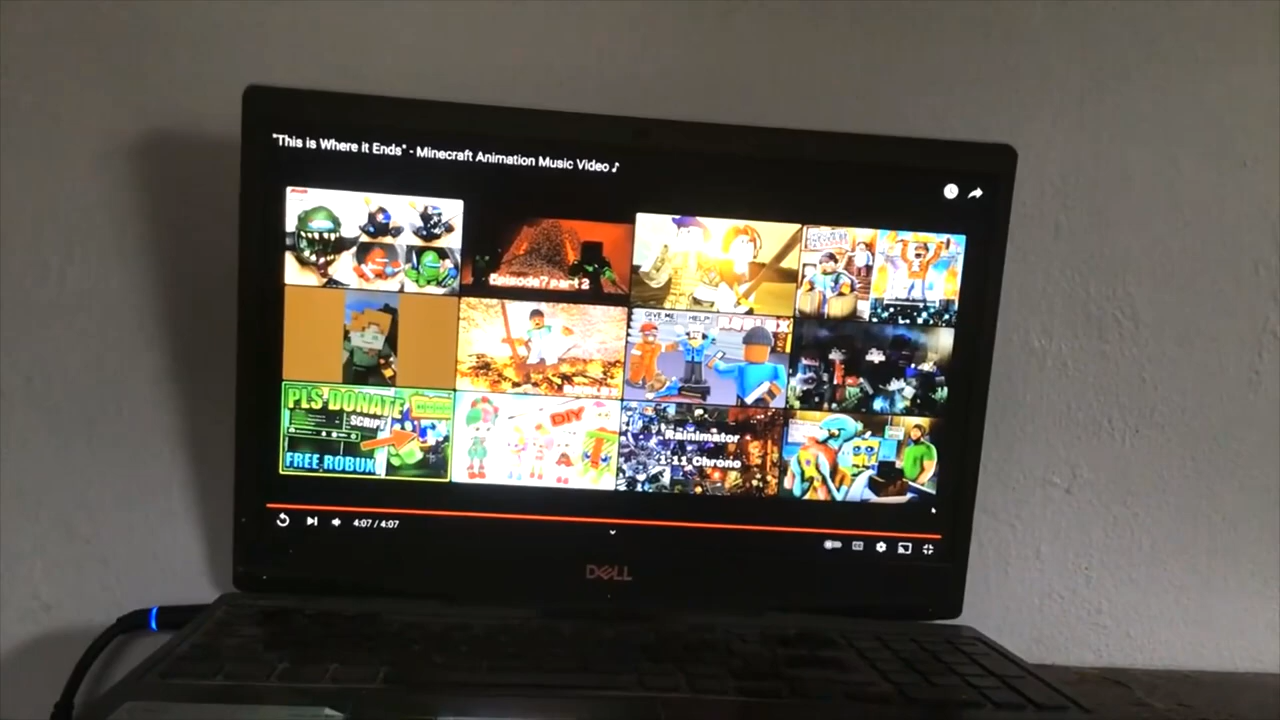 "This is Where it Ends" - Minecraft Animation Music Video ♪
Episode7 part 2
GIVE ME
HELP!
ROBLOX
PLS DONATE
SCRIPT
FREE ROBUX
DIY
Rainimator
1-11 Chrono
4:07 / 4:07
DELL